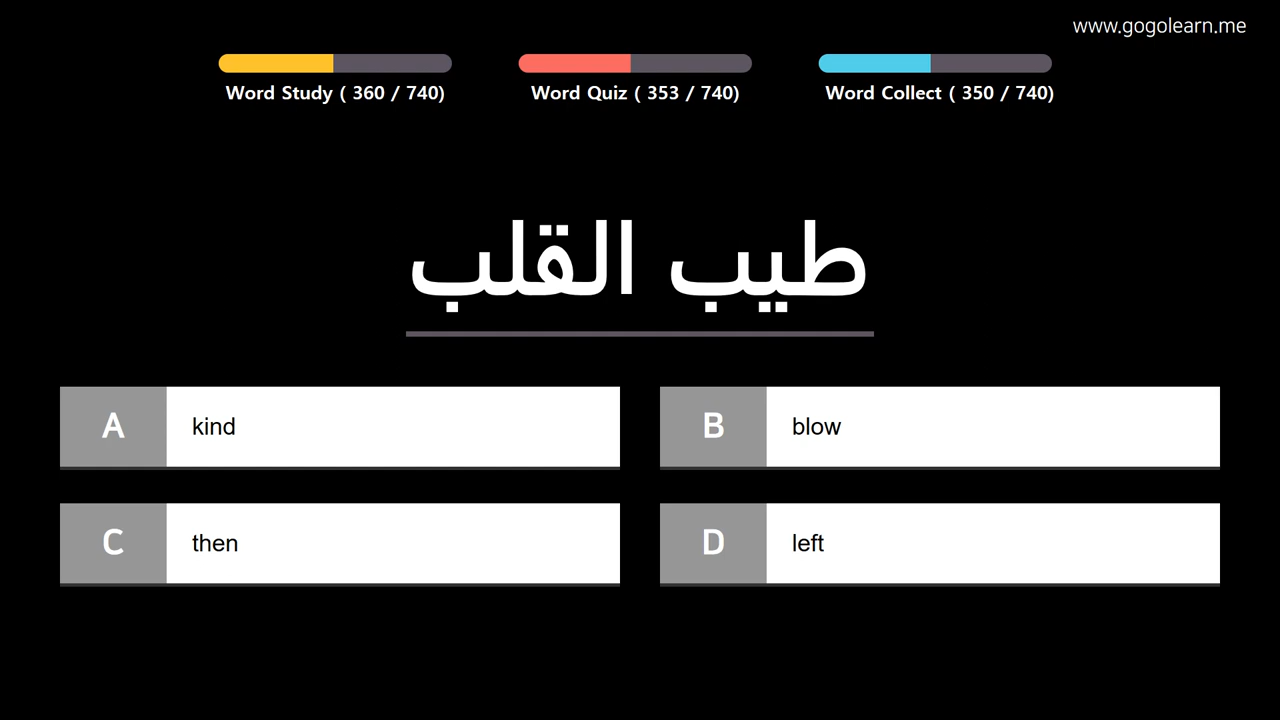 www.gogolearn.me
Word Study ( 360 / 740)
Word Quiz ( 353 / 740)
Word Collect ( 350 / 740)
طيب القلب
A kind
B blow
C then
D left